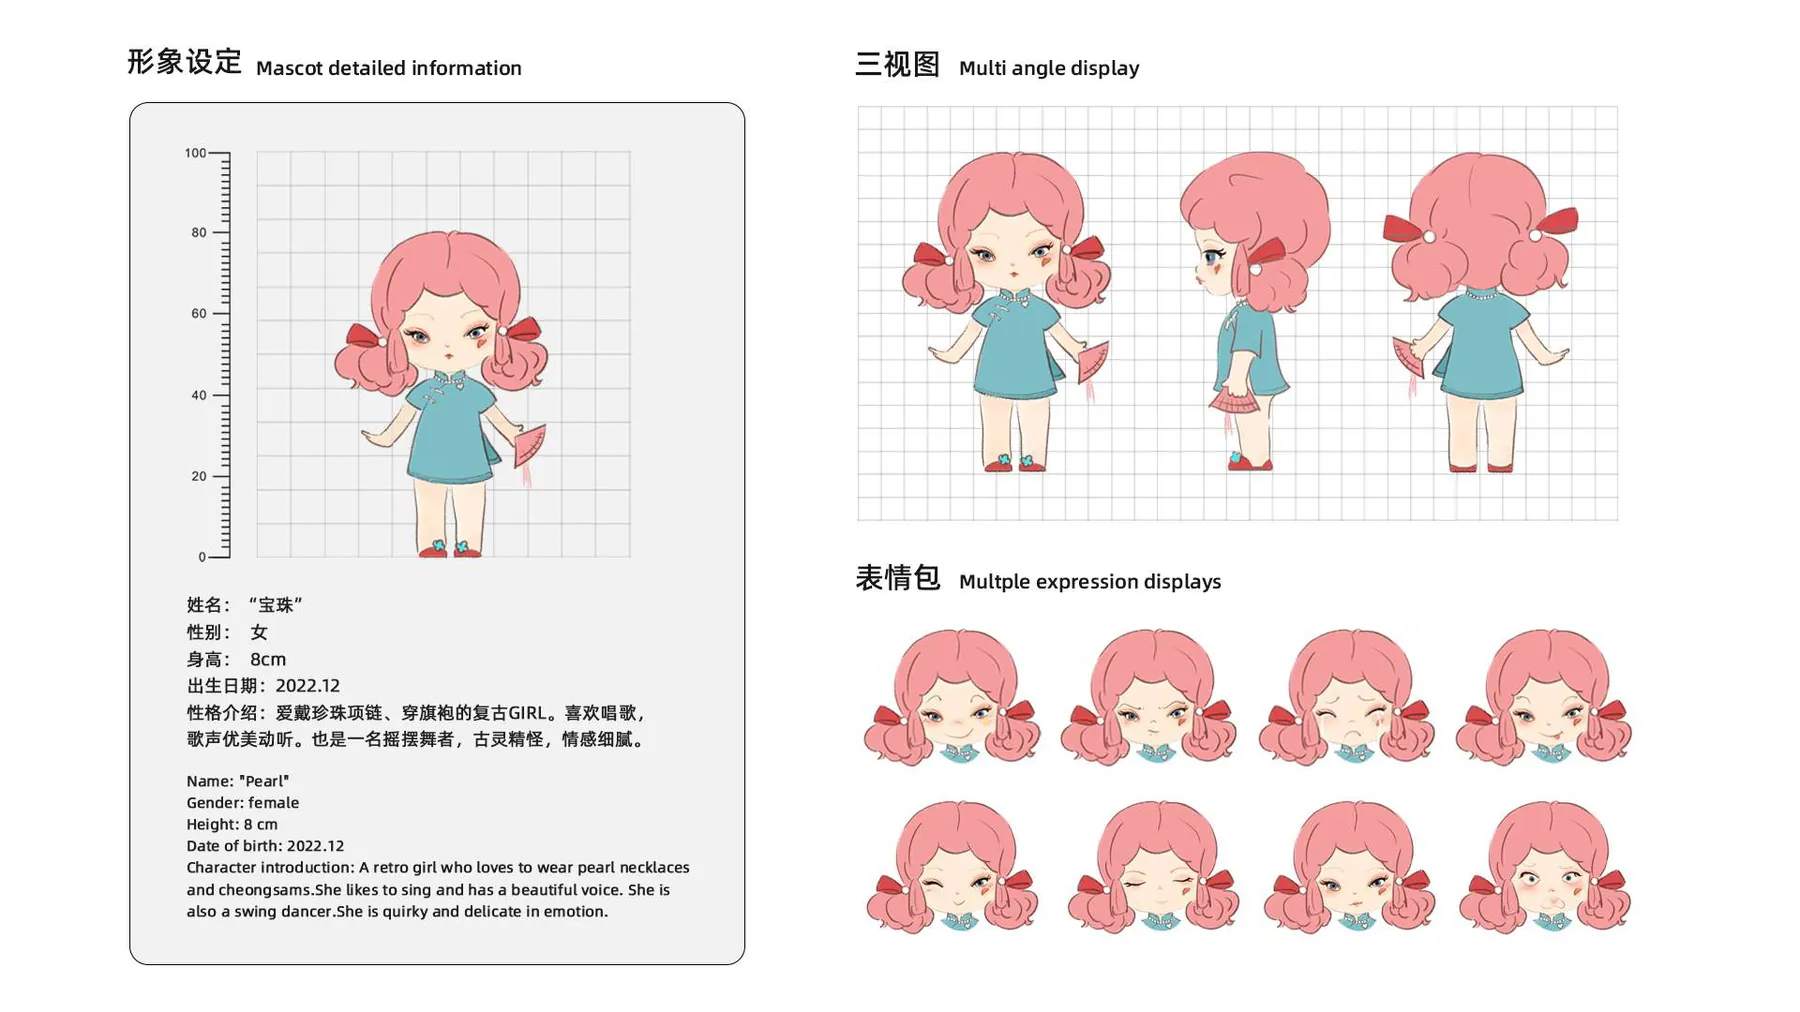 形象设定 Mascot detailed information
100
80
60
40
20
0
姓名： “宝珠”
性别： 女
身高： 8cm
出生日期：2022.12
性格介绍：爱戴珍珠项链、穿旗袍的复古GIRL。喜欢唱歌，
歌声优美动听。也是一名摇摆舞者，古灵精怪，情感细腻。
Name: "Pearl"
Gender: female
Height: 8 cm
Date of birth: 2022.12
Character introduction: A retro girl who loves to wear pearl necklaces
and cheongsams.She likes to sing and has a beautiful voice. She is
also a swing dancer.She is quirky and delicate in emotion.
三视图 Multi angle display
表情包 Multple expression displays